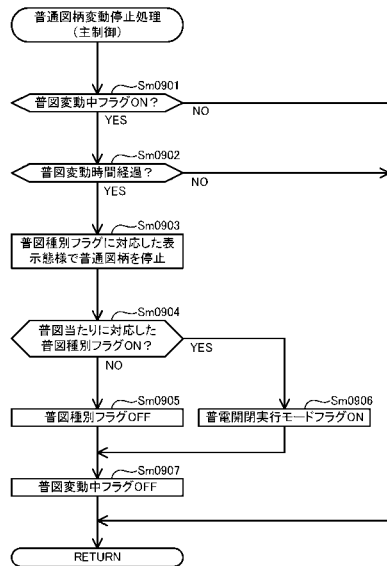 普通図柄変動停止処理
(主制御)
Sm0901
普図変動中フラグON?
NO
YES
Sm0902
普図変動時間経過?
NO
YES
Sm0903
普図種別フラグに対応した表
示態様で普通図柄を停止
Sm0904
普図当たりに対応した
普図種別フラグON?
YES
NO
Sm0905
普図種別フラグOFF
Sm0906
普電開閉実行モードフラグON
Sm0907
普図変動中フラグOFF
RETURN